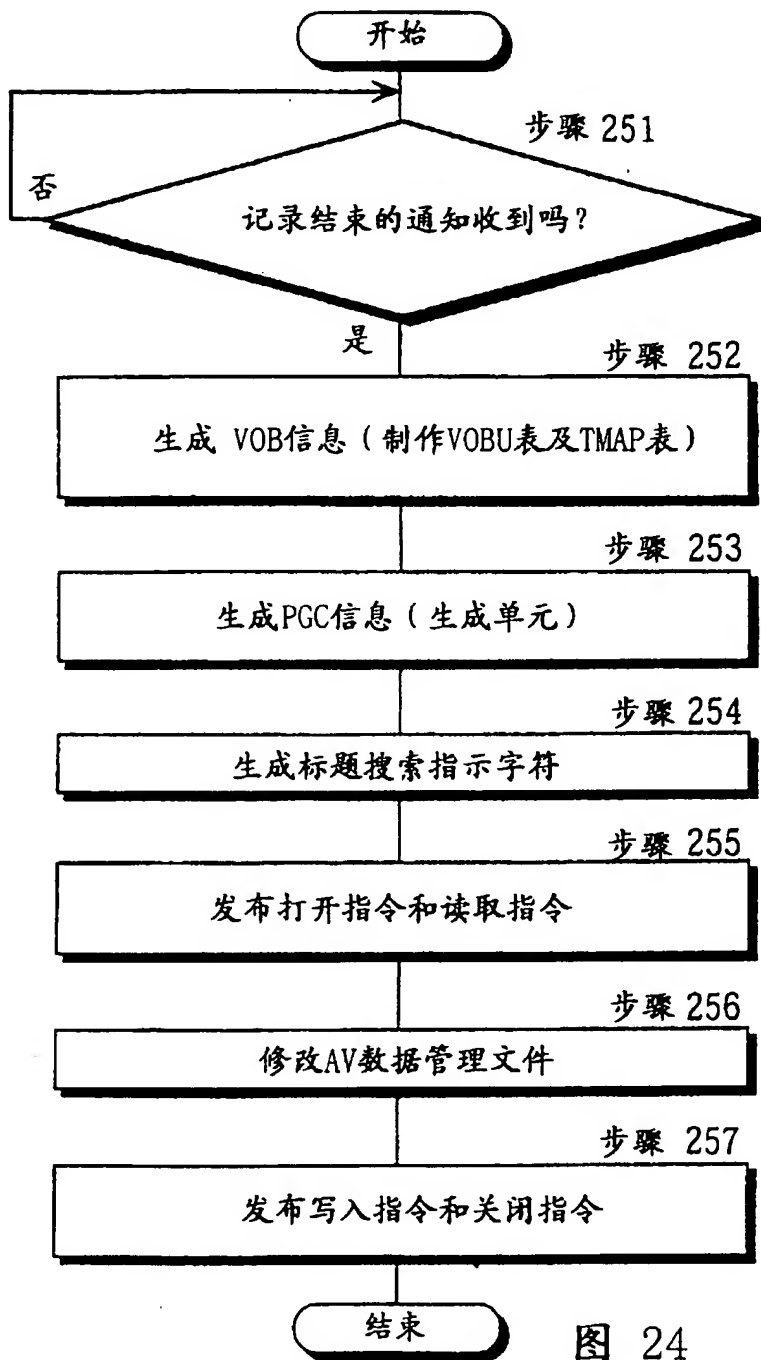 开始
步骤 251
否
记录结束的通知收到吗？
是
步骤 252
生成 VOB信息（制作VOBU表及TMAP表）
步骤 253
生成PGC信息（生成单元）
步骤 254
生成标题搜索指示字符
步骤 255
发布打开指令和读取指令
步骤 256
修改AV数据管理文件
步骤 257
发布写入指令和关闭指令
结束
图 24